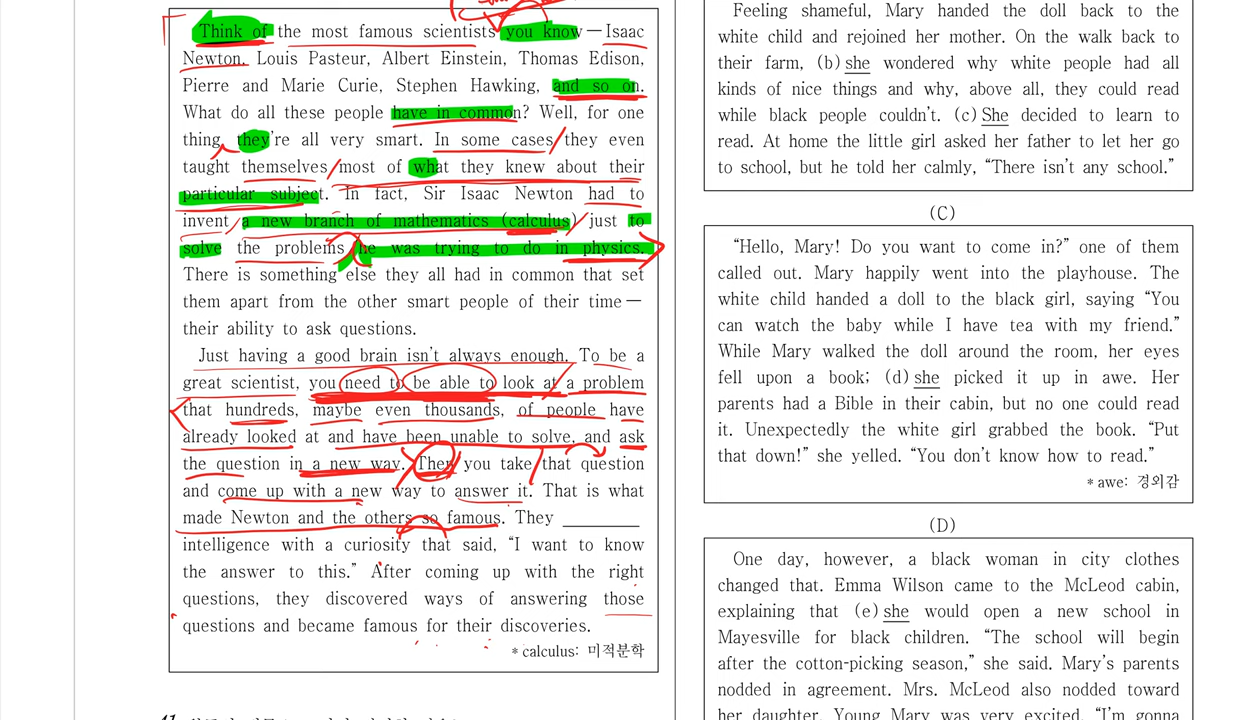 Think of the most famous scientists you know — Isaac
Newton, Louis Pasteur, Albert Einstein, Thomas Edison,
Pierre and Marie Curie, Stephen Hawking, and so on.
What do all these people have in common? Well, for one
thing, they're all very smart. In some cases they even
taught themselves most of what they knew about their
particular subject. In fact, Sir Isaac Newton had to
invent a new branch of mathematics (calculus) just to
solve the problems he was trying to do in physics.
There is something else they all had in common that set
them apart from the other smart people of their time —
their ability to ask questions.
Just having a good brain isn't always enough. To be a
great scientist, you need to be able to look at a problem
that hundreds, maybe even thousands, of people have
already looked at and have been unable to solve, and ask
the question in a new way. Then you take that question
and come up with a new way to answer it. That is what
made Newton and the others so famous. They ________
intelligence with a curiosity that said, “I want to know
the answer to this.” After coming up with the right
questions, they discovered ways of answering those
questions and became famous for their discoveries.
* calculus: 미적분학
Feeling shameful, Mary handed the doll back to the
white child and rejoined her mother. On the walk back to
their farm, (b) she wondered why white people had all
kinds of nice things and why, above all, they could read
while black people couldn't. (c) She decided to learn to
read. At home the little girl asked her father to let her go
to school, but he told her calmly, “There isn't any school.”
(C)
“Hello, Mary! Do you want to come in?” one of them
called out. Mary happily went into the playhouse. The
white child handed a doll to the black girl, saying “You
can watch the baby while I have tea with my friend.”
While Mary walked the doll around the room, her eyes
fell upon a book; (d) she picked it up in awe. Her
parents had a Bible in their cabin, but no one could read
it. Unexpectedly the white girl grabbed the book. “Put
that down!” she yelled. “You don't know how to read.”
* awe: 경외감
(D)
One day, however, a black woman in city clothes
changed that. Emma Wilson came to the McLeod cabin,
explaining that (e) she would open a new school in
Mayesville for black children. “The school will begin
after the cotton-picking season,” she said. Mary's parents
nodded in agreement. Mrs. McLeod also nodded toward
her daughter. Young Mary was very excited. “I'm gonna